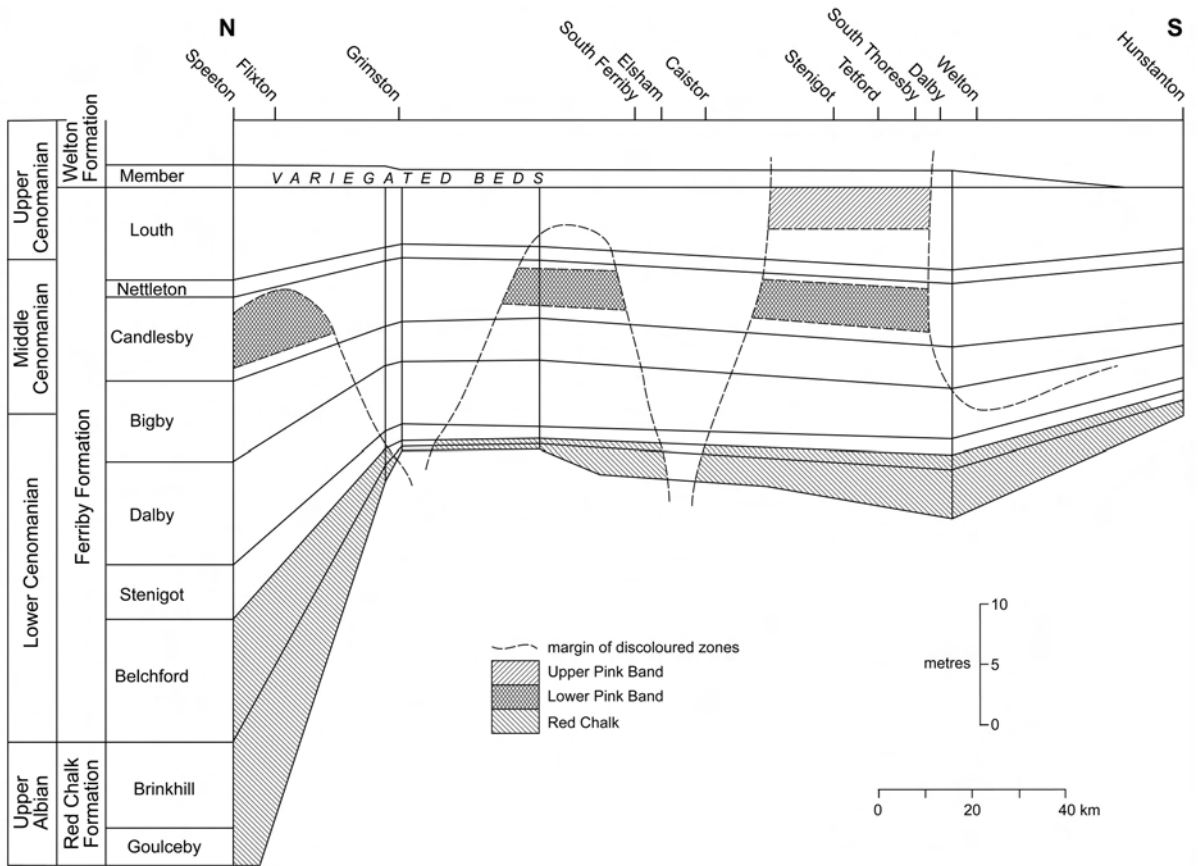 N
S
Speeton
Flixton
Grimston
South Ferriby
Elsham
Caistor
Stenigot
Tetford
South Thoresby
Dalby
Welton
Hunstanton
Upper
Cenomanian
Middle
Cenomanian
Lower Cenomanian
Upper
Albian
Welton
Formation
Ferriby Formation
Red Chalk
Formation
Member
VARIEGATED BEDS
Louth
Nettleton
Candlesby
Bigby
Dalby
Stenigot
Belchford
Brinkhill
Goulceby
margin of discoloured zones
Upper Pink Band
Lower Pink Band
Red Chalk
10
metres
5
0
0
20
40 km